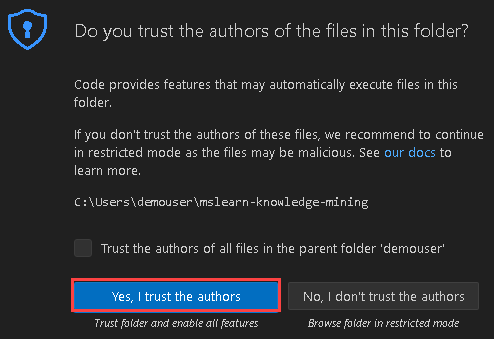 Do you trust the authors of the files in this folder?
Code provides features that may automatically execute files in this
folder.
If you don't trust the authors of these files, we recommend to continue
in restricted mode as the files may be malicious. See our docs to
learn more.
C:\Users\demouser\mslearn-knowledge-mining
Trust the authors of all files in the parent folder 'demouser'
Yes, I trust the authors
No, I don't trust the authors
Trust folder and enable all features
Browse folder in restricted mode